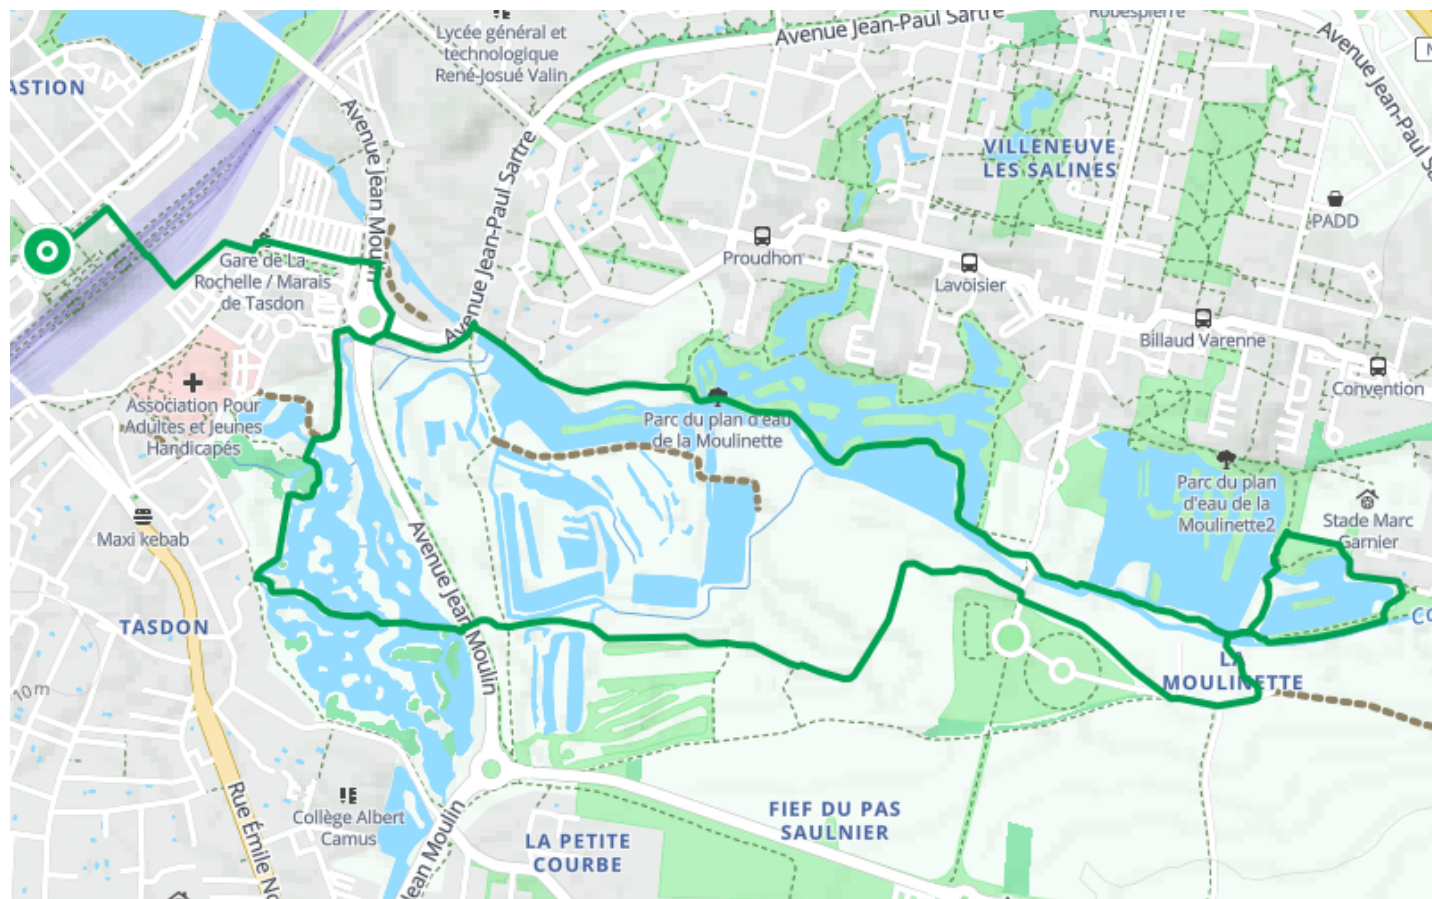 Robespierre
Avenue Jean-Paul Sartre
Lycée général et
technologique
René-Josué Valin
Avenue Jean-Paul S
N
ASTION
Avenue Jean Moulin
Avenue Jean-Paul Sartre
VILLENEUVE
LES SALINES
PADD
Proudhon
Gare de La
Rochelle / Marais
de Tasdon
Lavoisier
Billaud Varenne
Convention
Association Pour
Adultes et Jeunes
Handicapés
Parc du plan d'eau
de la Moulinette
Parc du plan
d'eau de la
Moulinette2
Stade Marc
Garnier
Maxi kebab
Avenue Jean Moulin
TASDON
Co
LA
MOULINETTE
10 m
Rue Émile No
Collège Albert
Camus
Jean Moulin
LA PETITE
COURBE
FIEF DU PAS
SAULNIER